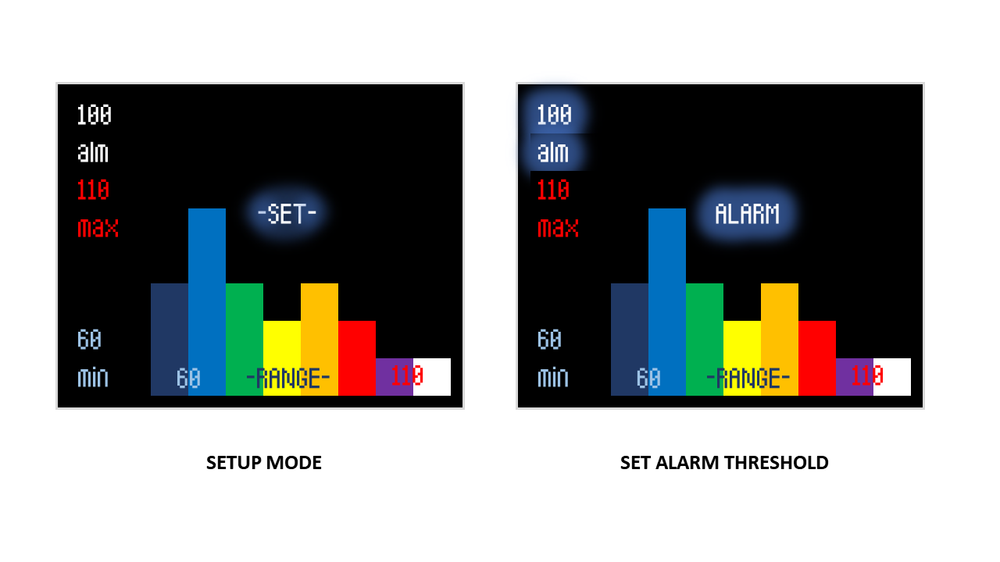 100
alm
110
max
-SET-
60
min
60
-RANGE-
110
SETUP MODE
100
alm
110
max
ALARM
60
min
60
-RANGE-
110
SET ALARM THRESHOLD